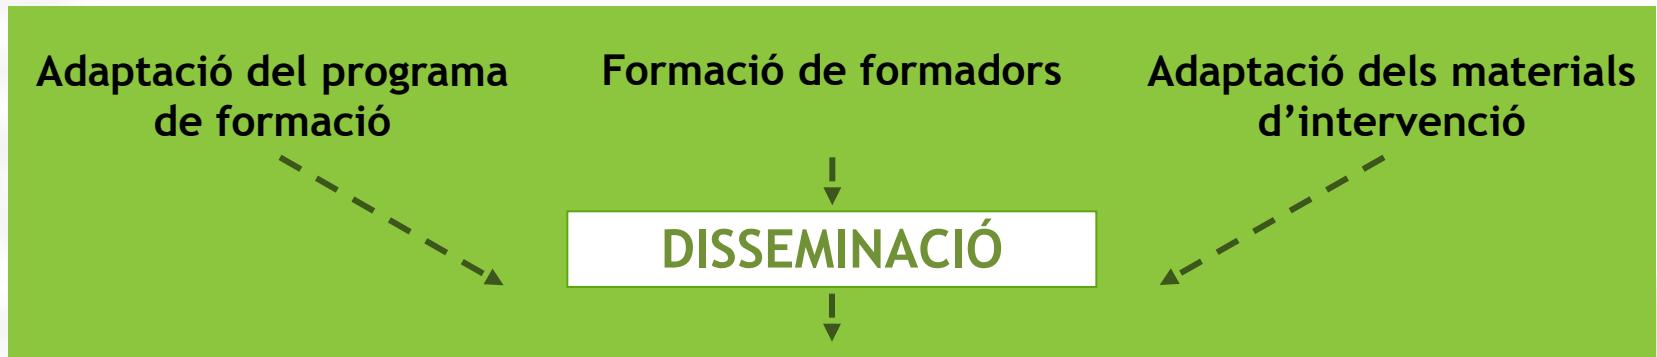 Adaptació del programa
de formació
Formació de formadors
Adaptació dels materials
d’intervenció
DISSEMINACIÓ